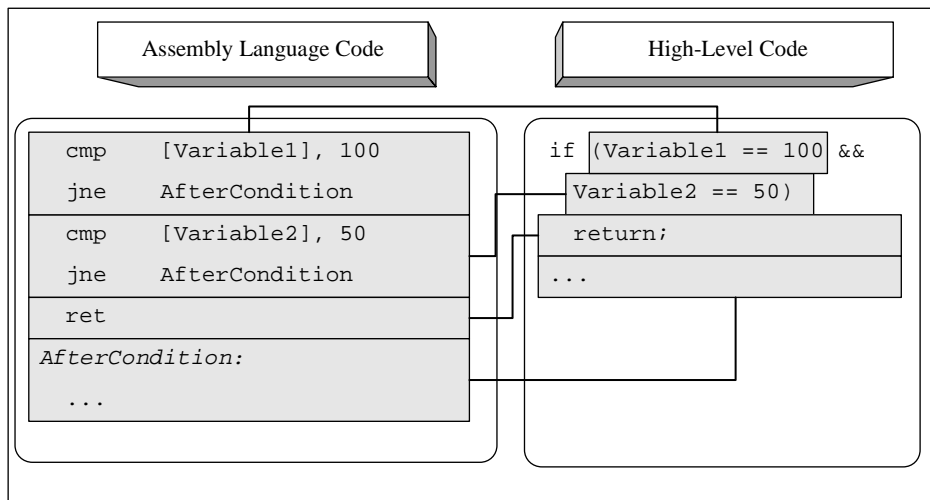 Assembly Language Code
High-Level Code
cmp [Variable1], 100
jne AfterCondition
cmp [Variable2], 50
jne AfterCondition
ret
AfterCondition:
...
if (Variable1 == 100 &&
Variable2 == 50)
return;
...